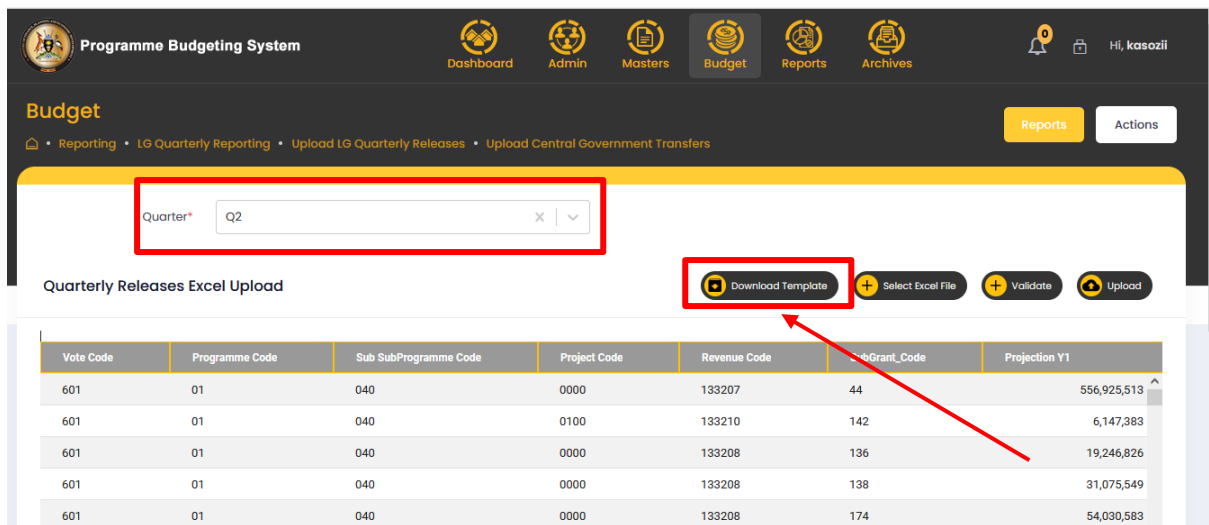 Programme Budgeting System
Dashboard Admin Masters Budget Reports Archives
0
Hi, kasozii
Budget
• Reporting • LG Quarterly Reporting • Upload LG Quarterly Releases • Upload Central Government Transfers
Reports Actions
Quarter* Q2
Quarterly Releases Excel Upload
Download Template Select Excel File Validate Upload
Vote Code Programme Code Sub SubProgramme Code Project Code Revenue Code SubGrant_Code Projection Y1
601 01 040 0000 133207 44 556,925,513
601 01 040 0100 133210 142 6,147,383
601 01 040 0000 133208 136 19,246,826
601 01 040 0000 133208 138 31,075,549
601 01 040 0000 133208 174 54,030,583